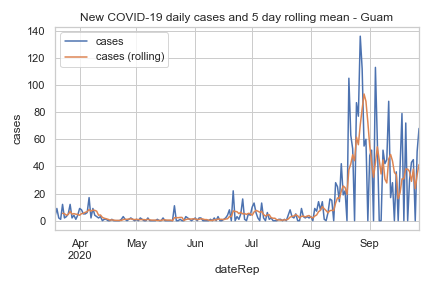 New COVID-19 daily cases and 5 day rolling mean - Guam
cases
cases (rolling)
140
120
100
80
60
40
20
0
cases
Apr
2020
May
Jun
Jul
Aug
Sep
dateRep